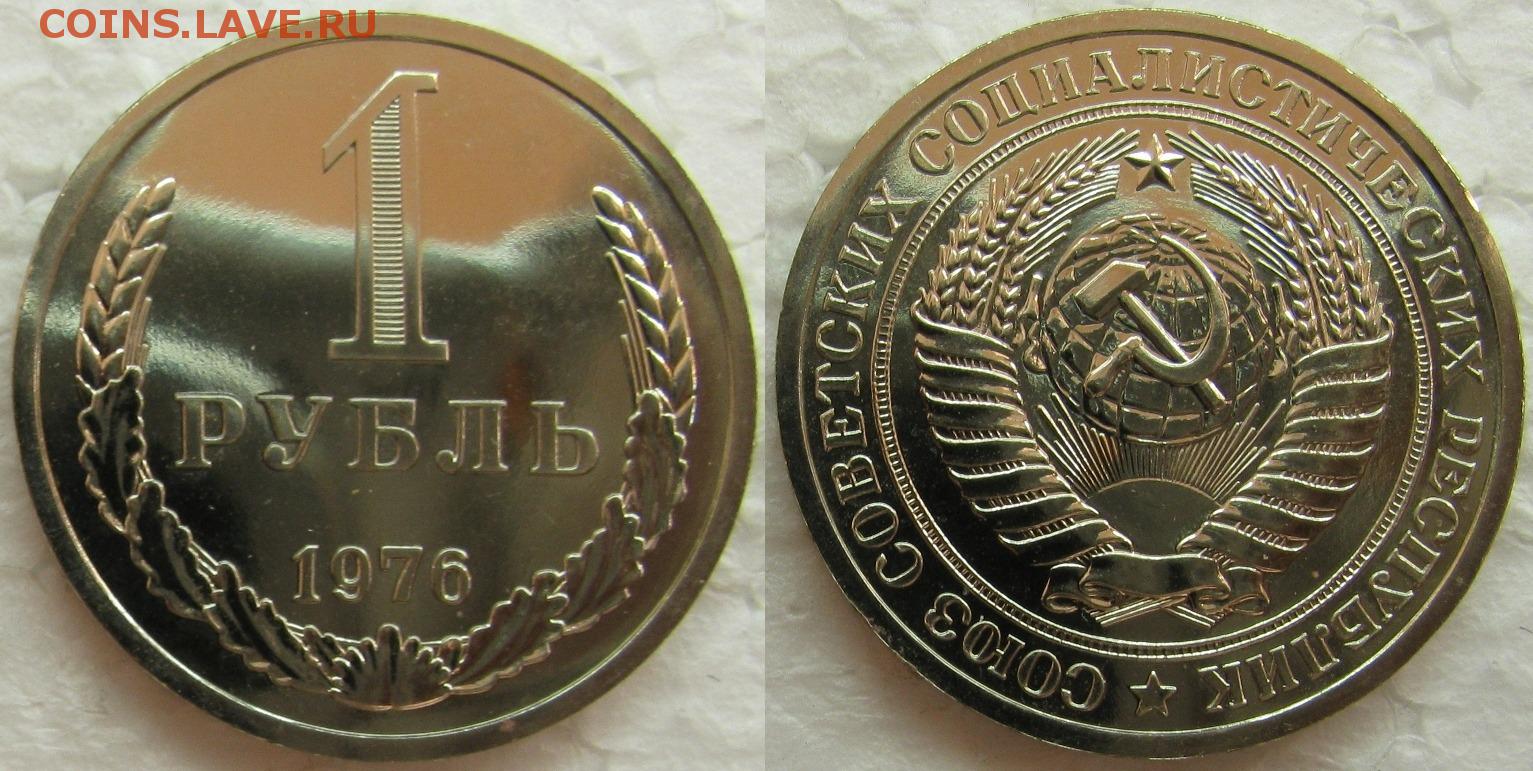 COINS.LAVE.RU
1
РУБЛЬ
1976
СОЮЗ СОВЕТСКИХ СОЦИАЛИСТИЧЕСКИХ РЕСПУБЛИК